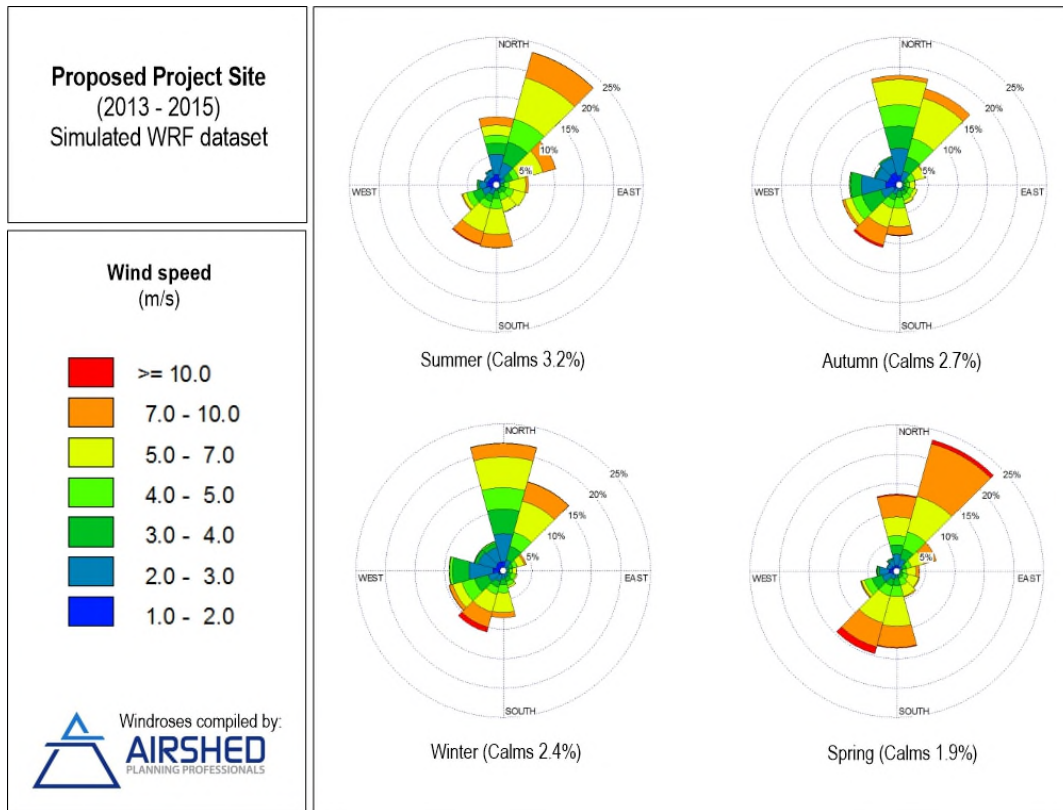 Proposed Project Site
(2013 - 2015)
Simulated WRF dataset
Wind speed
(m/s)
>= 10.0
7.0 - 10.0
5.0 - 7.0
4.0 - 5.0
3.0 - 4.0
2.0 - 3.0
1.0 - 2.0
Windroses compiled by:
AIRSHED
PLANNING PROFESSIONALS
NORTH
25%
20%
15%
10%
5%
WEST
EAST
SOUTH
Summer (Calms 3.2%)
NORTH
25%
20%
15%
10%
5%
WEST
EAST
SOUTH
Autumn (Calms 2.7%)
NORTH
25%
20%
15%
10%
5%
WEST
EAST
SOUTH
Winter (Calms 2.4%)
NORTH
25%
20%
15%
10%
5%
WEST
EAST
SOUTH
Spring (Calms 1.9%)